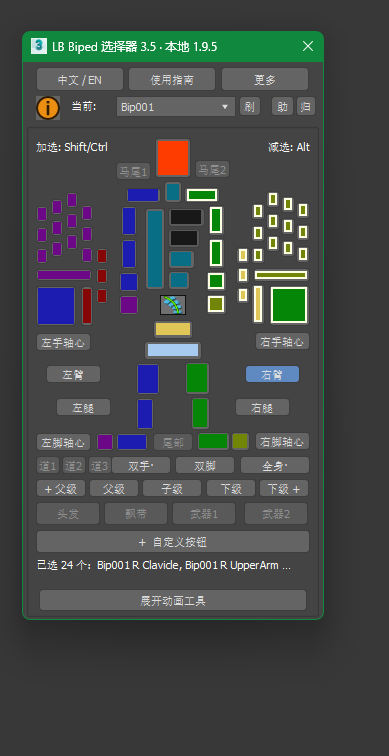 LB Biped 选择器 3.5 · 本地 1.9.5
中文 / EN 使用指南 更多
当前: Bip001 刷 助 归
加选: Shift/Ctrl 减选: Alt
马尾1 马尾2
左手轴心 右手轴心
左臂 右臂
左腿 右腿
左脚轴心 尾部 右脚轴心
道1 道2 道3 双手· 双脚 全身·
+ 父级 父级 子级 下级 下级 +
头发 飘带 武器1 武器2
+ 自定义按钮
已选 24 个: Bip001 R Clavicle, Bip001 R UpperArm ...
展开动画工具